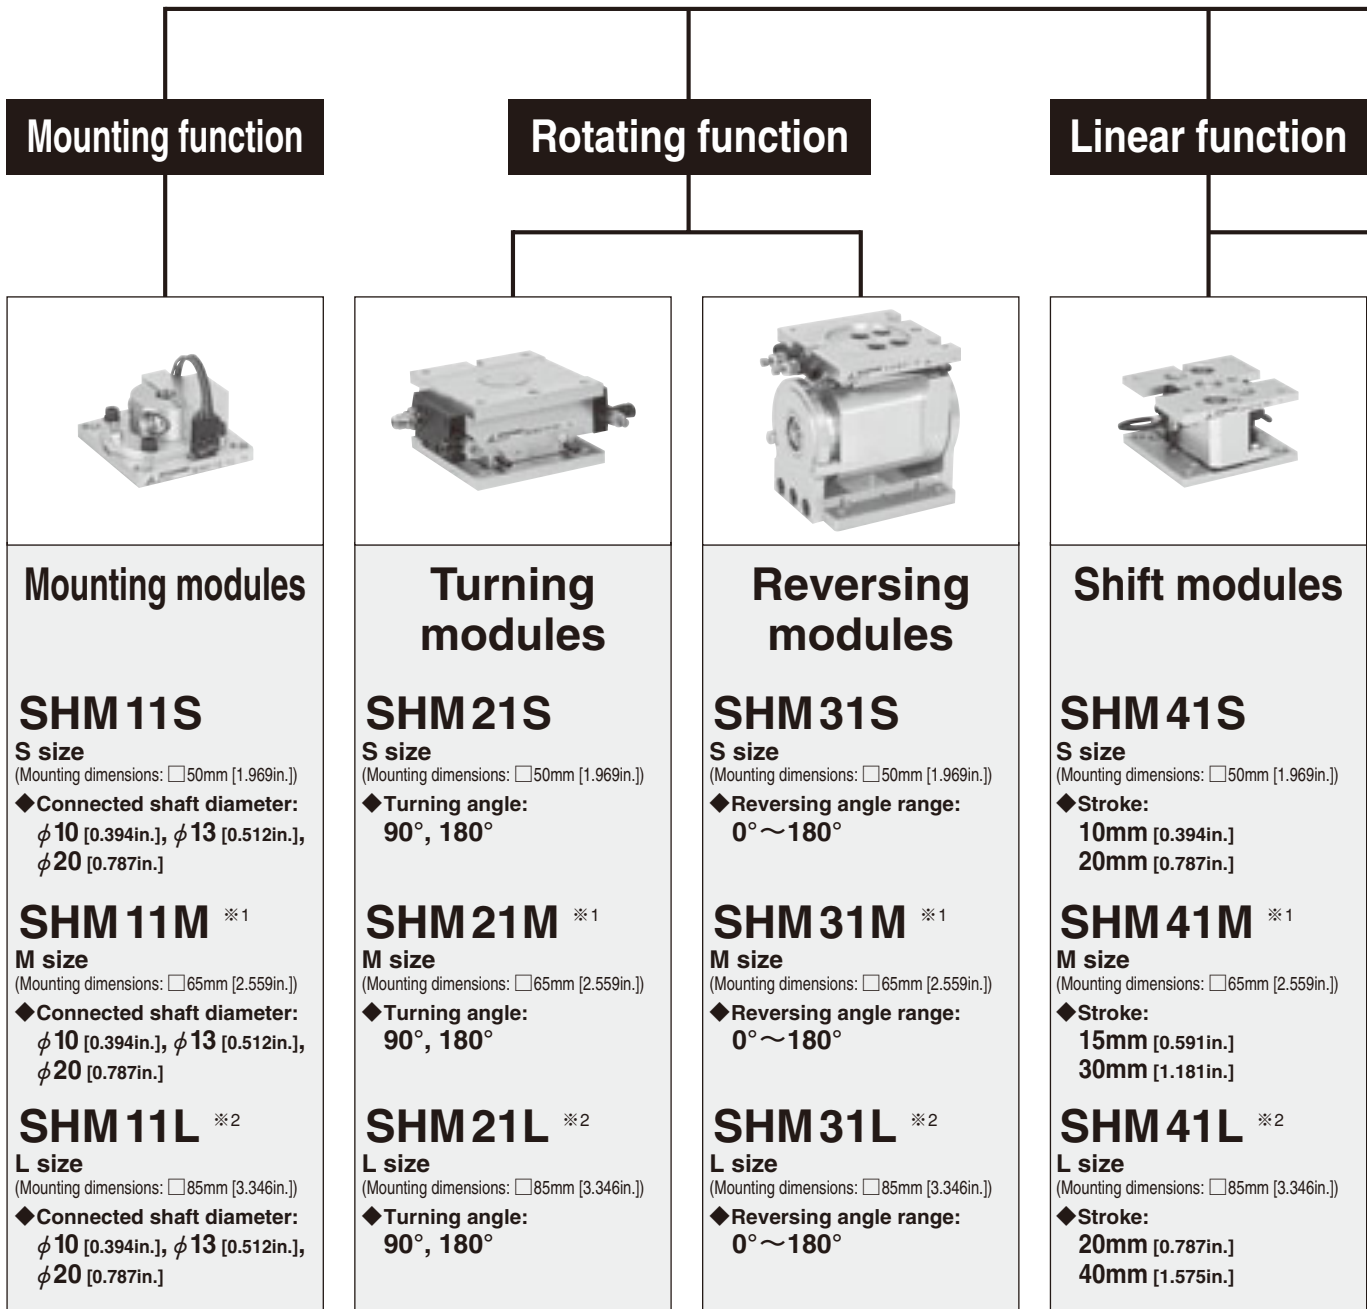 Mounting function
Rotating function
Linear function
Mounting modules
SHM11S
S size
(Mounting dimensions: □50mm [1.969in.])
◆Connected shaft diameter:
φ10 [0.394in.], φ13 [0.512in.],
φ20 [0.787in.]
SHM11M ※1
M size
(Mounting dimensions: □65mm [2.559in.])
◆Connected shaft diameter:
φ10 [0.394in.], φ13 [0.512in.],
φ20 [0.787in.]
SHM11L ※2
L size
(Mounting dimensions: □85mm [3.346in.])
◆Connected shaft diameter:
φ10 [0.394in.], φ13 [0.512in.],
φ20 [0.787in.]
Turning
modules
SHM21S
S size
(Mounting dimensions: □50mm [1.969in.])
◆Turning angle:
90°, 180°
SHM21M ※1
M size
(Mounting dimensions: □65mm [2.559in.])
◆Turning angle:
90°, 180°
SHM21L ※2
L size
(Mounting dimensions: □85mm [3.346in.])
◆Turning angle:
90°, 180°
Reversing
modules
SHM31S
S size
(Mounting dimensions: □50mm [1.969in.])
◆Reversing angle range:
0°～180°
SHM31M ※1
M size
(Mounting dimensions: □65mm [2.559in.])
◆Reversing angle range:
0°～180°
SHM31L ※2
L size
(Mounting dimensions: □85mm [3.346in.])
◆Reversing angle range:
0°～180°
Shift modules
SHM41S
S size
(Mounting dimensions: □50mm [1.969in.])
◆Stroke:
10mm [0.394in.]
20mm [0.787in.]
SHM41M ※1
M size
(Mounting dimensions: □65mm [2.559in.])
◆Stroke:
15mm [0.591in.]
30mm [1.181in.]
SHM41L ※2
L size
(Mounting dimensions: □85mm [3.346in.])
◆Stroke:
20mm [0.787in.]
40mm [1.575in.]